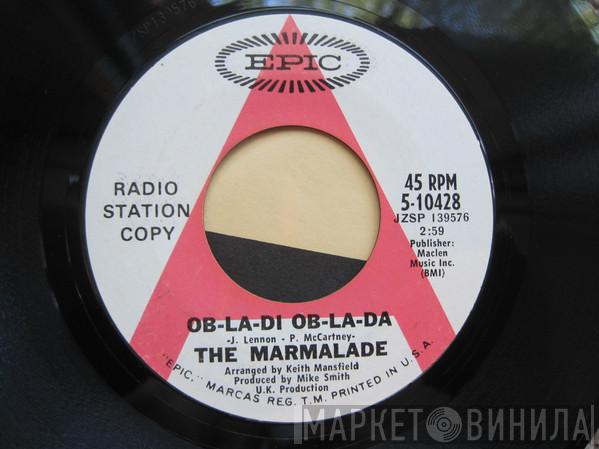 ZSP139576
EPIC
RADIO
STATION
COPY
45 RPM
5-10428
JZSP 139576
2:59
Publisher:
Maclen
Music Inc.
(BMI)
OB-LA-DI OB-LA-DA
-J. Lennon - P. McCartney-
THE MARMALADE
Arranged by Keith Mansfield
Produced by Mike Smith
U.K. Production
"EPIC," MARCAS REG. T.M. PRINTED IN U.S.A.
МАРКЕТ ВИНИЛА